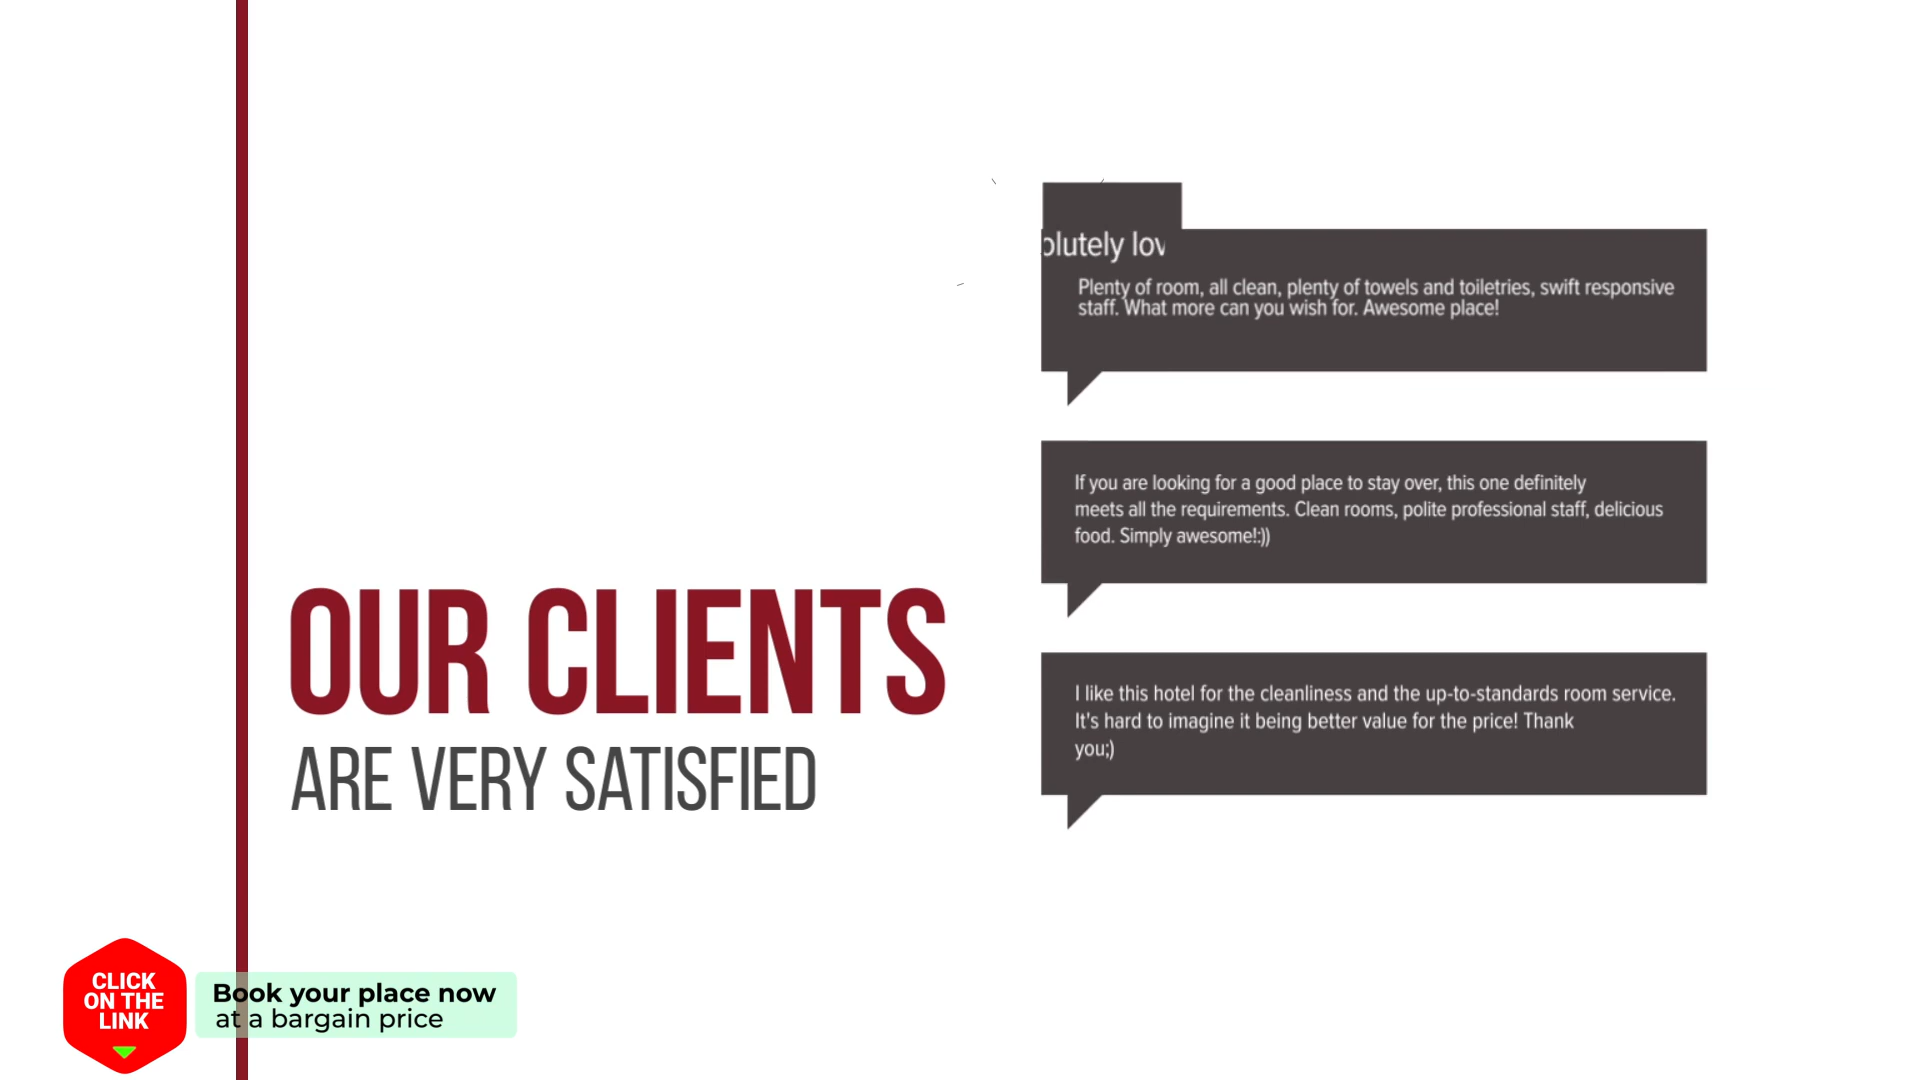 olutely lov
Plenty of room, all clean, plenty of towels and toiletries, swift responsive
staff. What more can you wish for. Awesome place!
If you are looking for a good place to stay over, this one definitely
meets all the requirements. Clean rooms, polite professional staff, delicious
food. Simply awesome!:))
OUR CLIENTS
ARE VERY SATISFIED
I like this hotel for the cleanliness and the up-to-standards room service.
It's hard to imagine it being better value for the price! Thank
you;)
CLICK
ON THE
LINK
Book your place now
at a bargain price